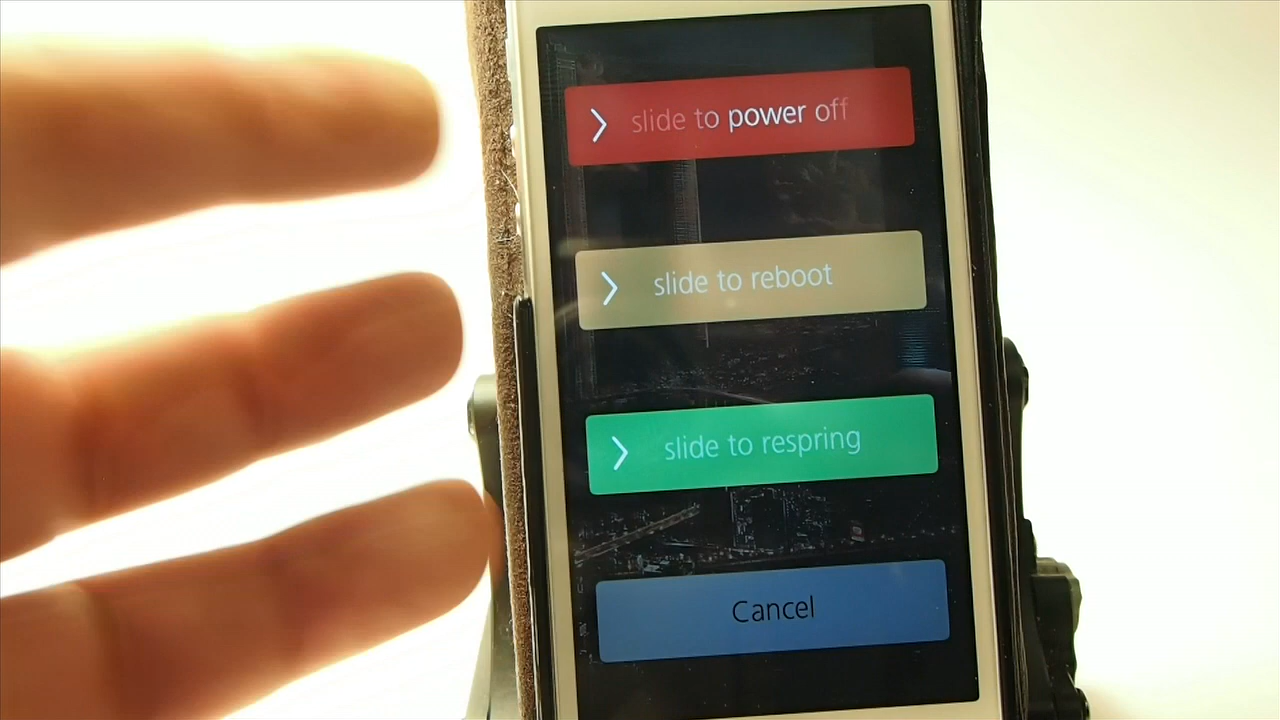 slide to power off
slide to reboot
slide to respring
Cancel